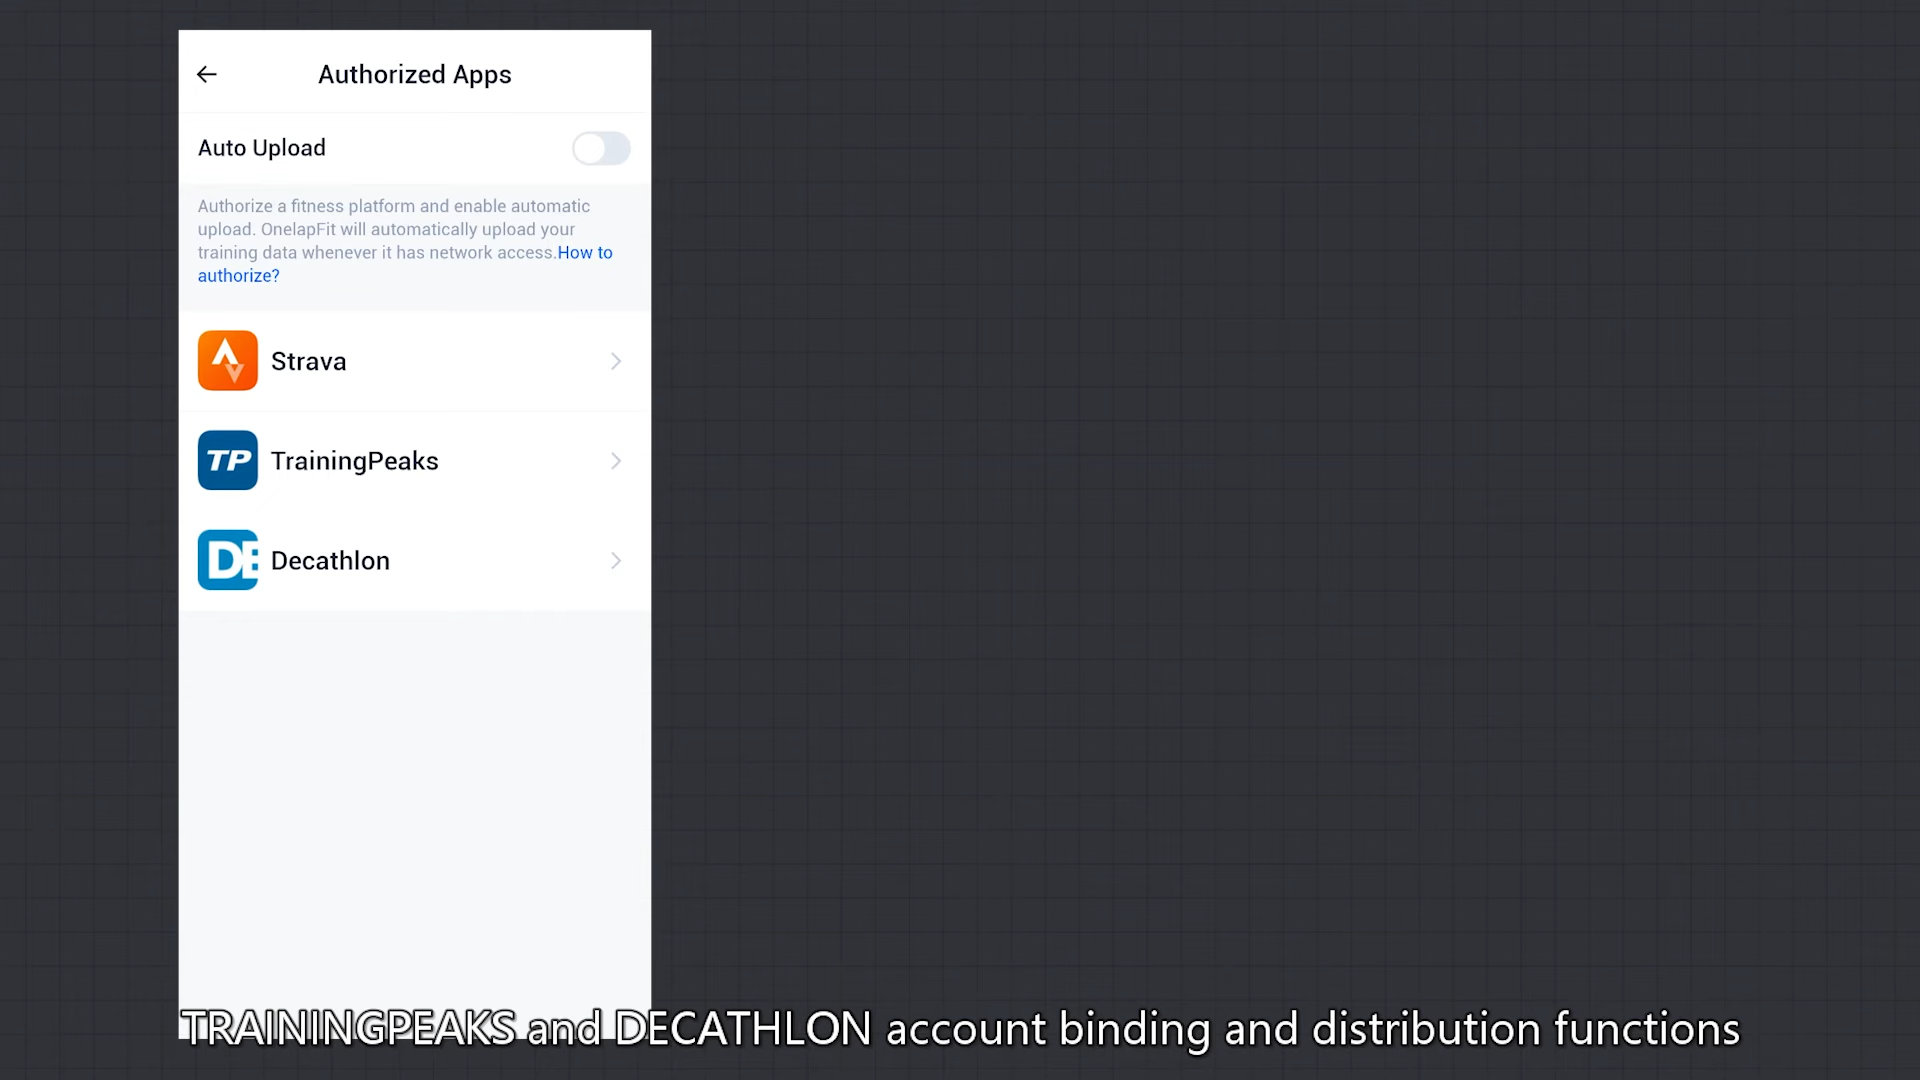 Authorized Apps
Auto Upload
Authorize a fitness platform and enable automatic
upload. OnelapFit will automatically upload your
training data whenever it has network access.How to
authorize?
Strava
TP TrainingPeaks
DE Decathlon
TRAININGPEAKS and DECATHLON account binding and distribution functions